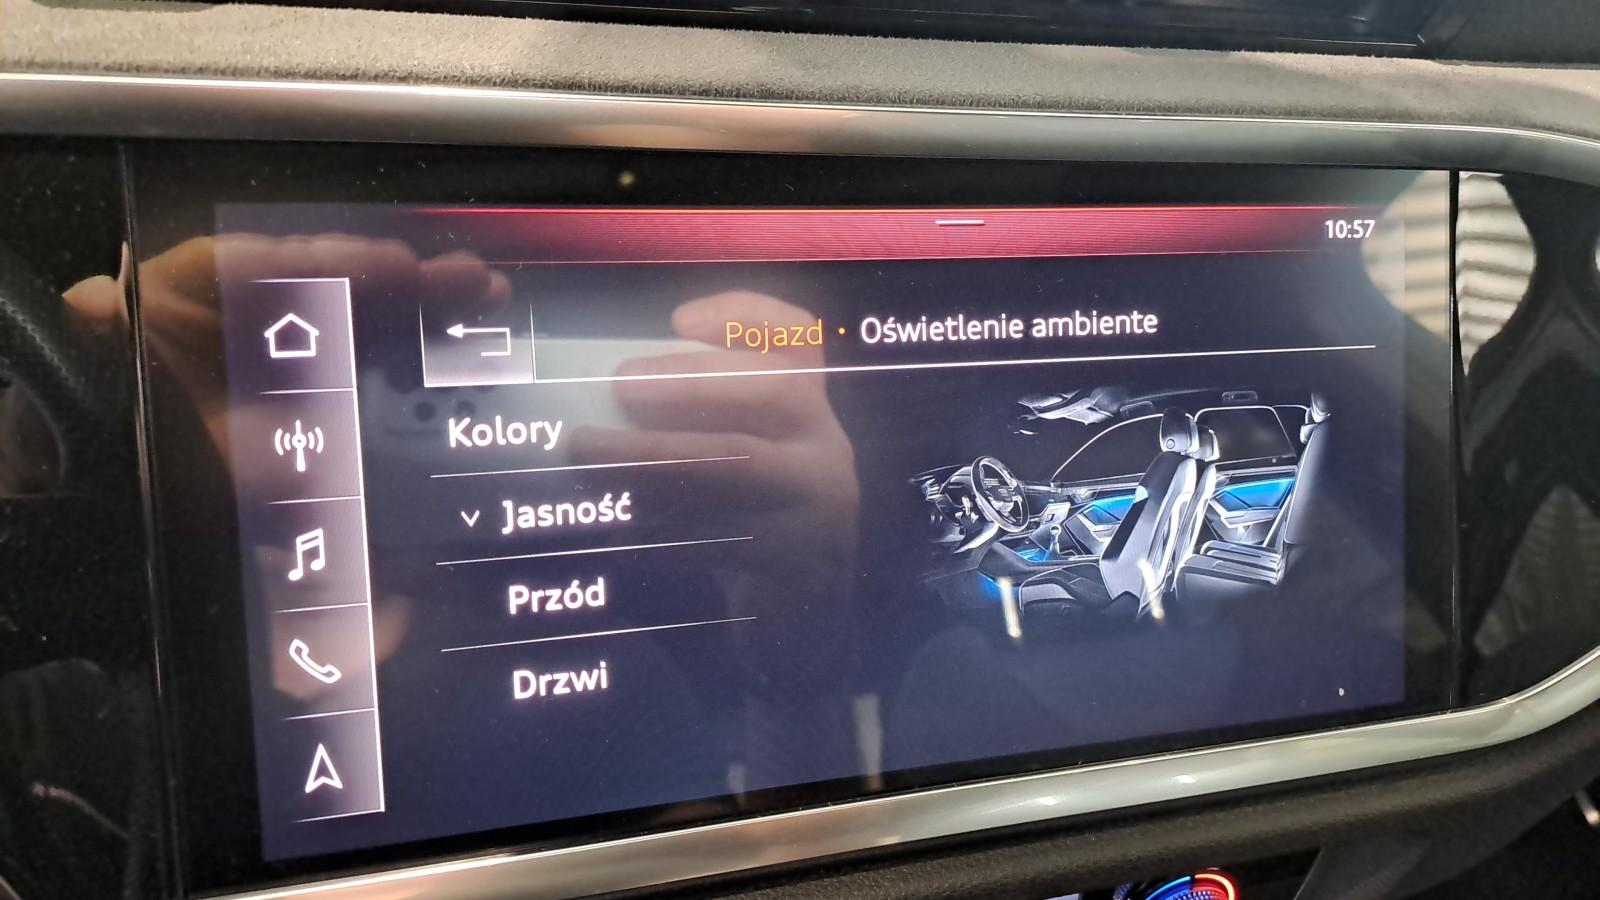 10:57
Pojazd • Oświetlenie ambiente
Kolory
Jasność
Przód
Drzwi